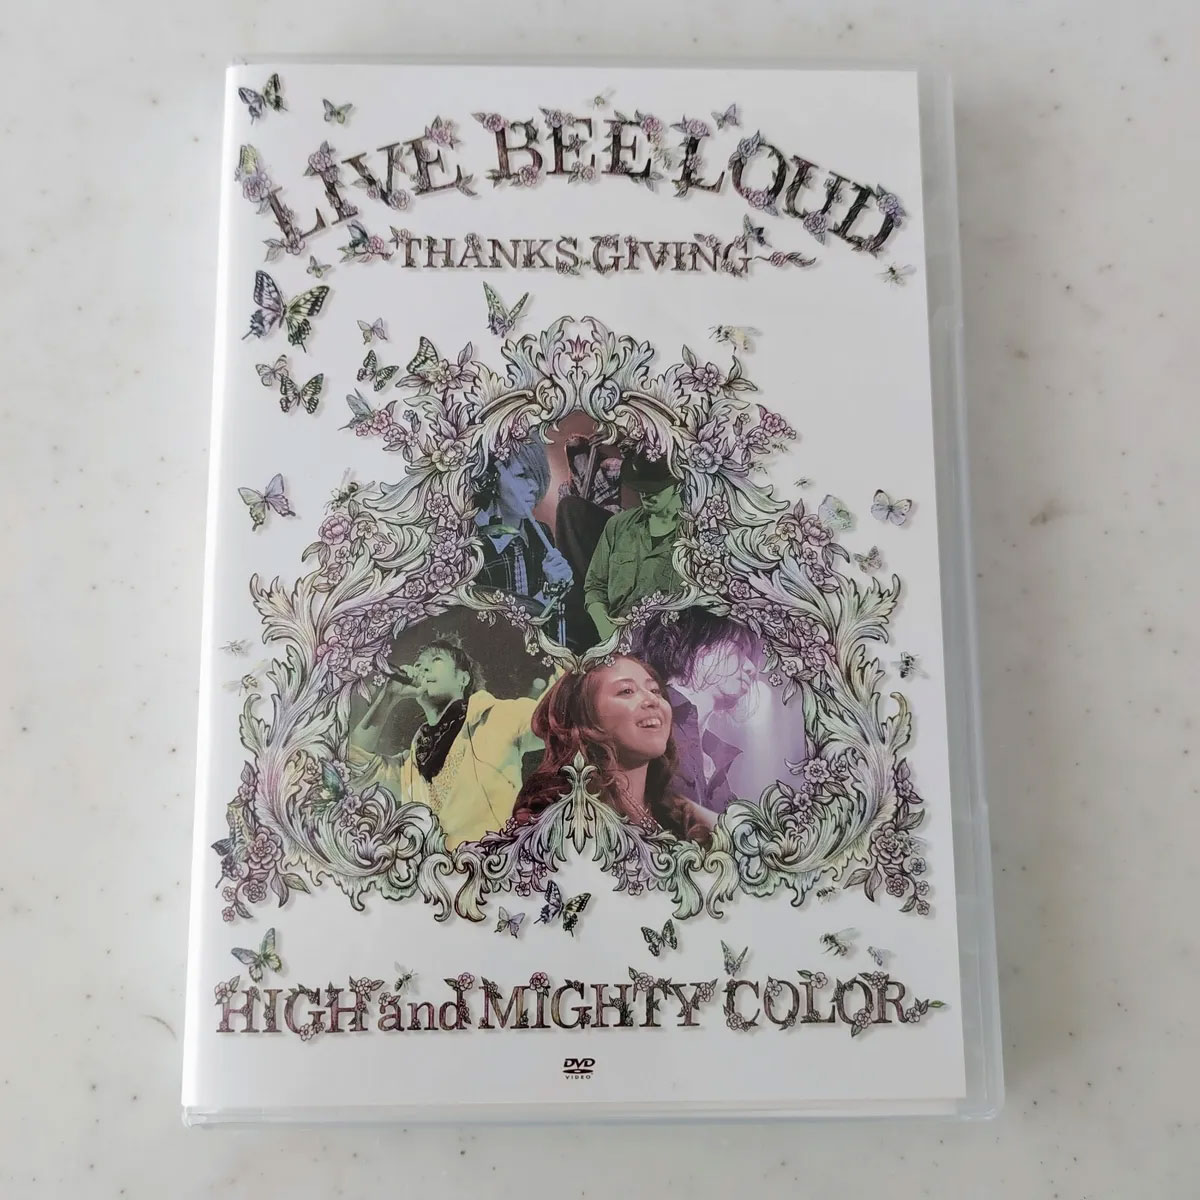 LIVE BEE LOUD
~THANKS GIVING~
HIGH and MIGHTY COLOR
DVD
VIDEO